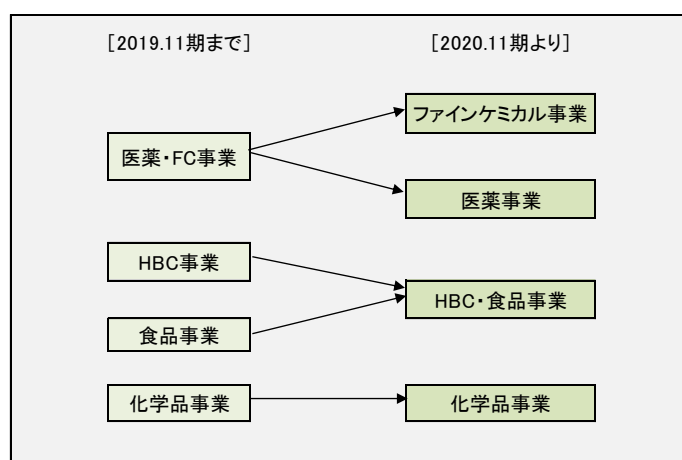 [2019.11期まで]
[2020.11期より]
医薬・FC事業
HBC事業
食品事業
化学品事業
ファインケミカル事業
医薬事業
HBC・食品事業
化学品事業